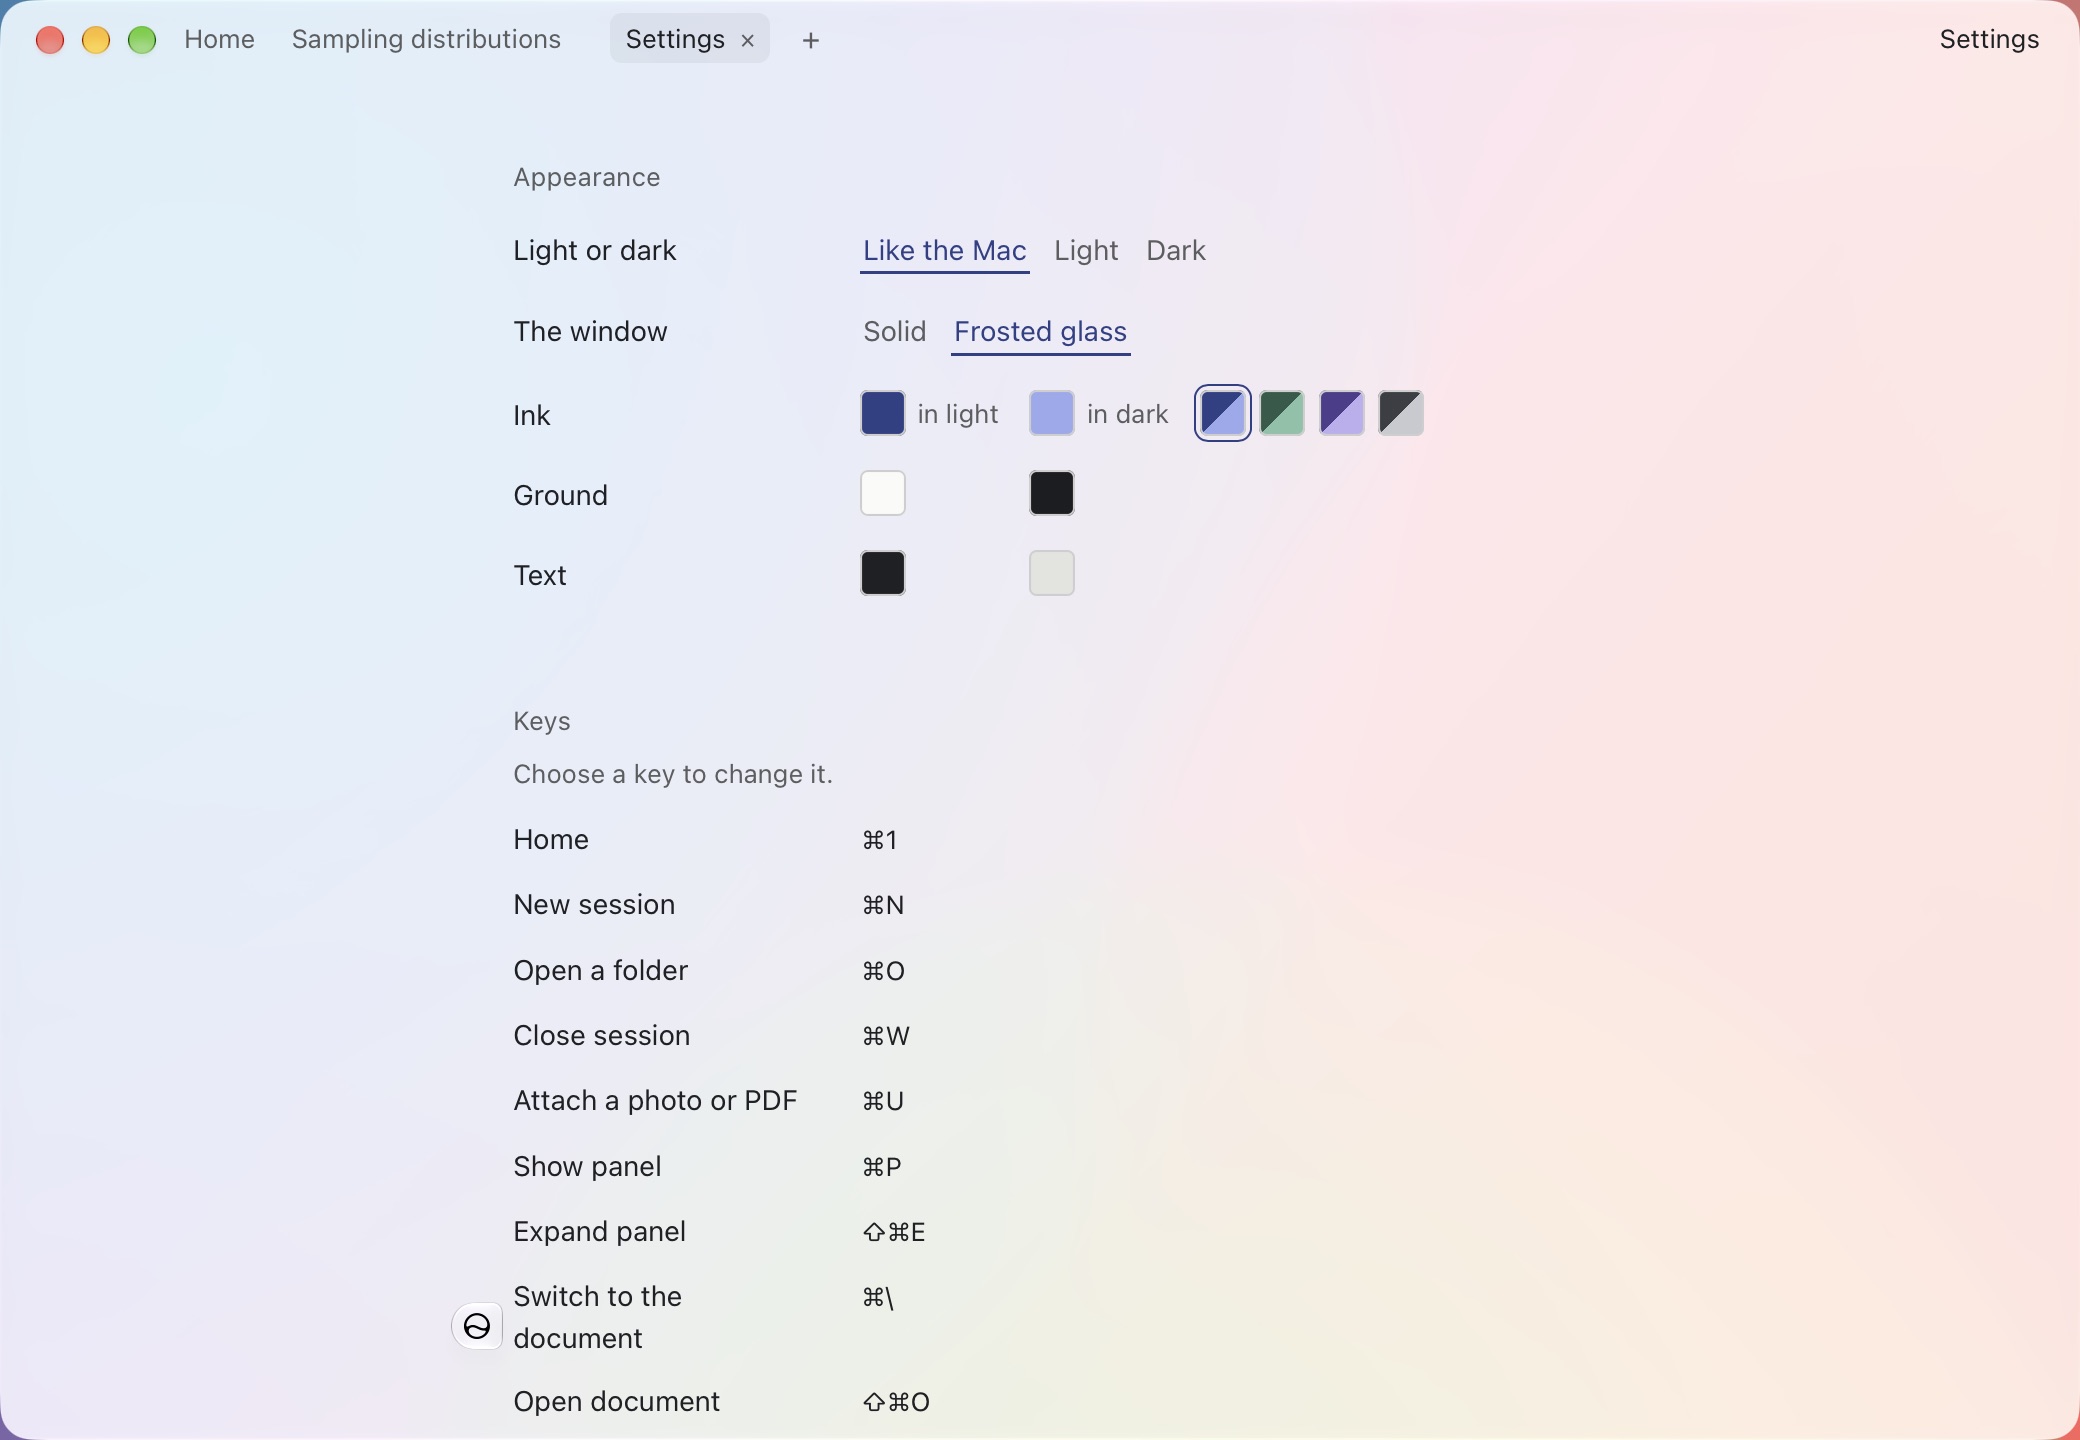 Home Sampling distributions Settings × + Settings
Appearance
Light or dark Like the Mac Light Dark
The window Solid Frosted glass
Ink in light in dark
Ground
Text
Keys
Choose a key to change it.
Home ⌘1
New session ⌘N
Open a folder ⌘O
Close session ⌘W
Attach a photo or PDF ⌘U
Show panel ⌘P
Expand panel ⇧⌘E
Switch to the ⌘\
document
Open document ⇧⌘O